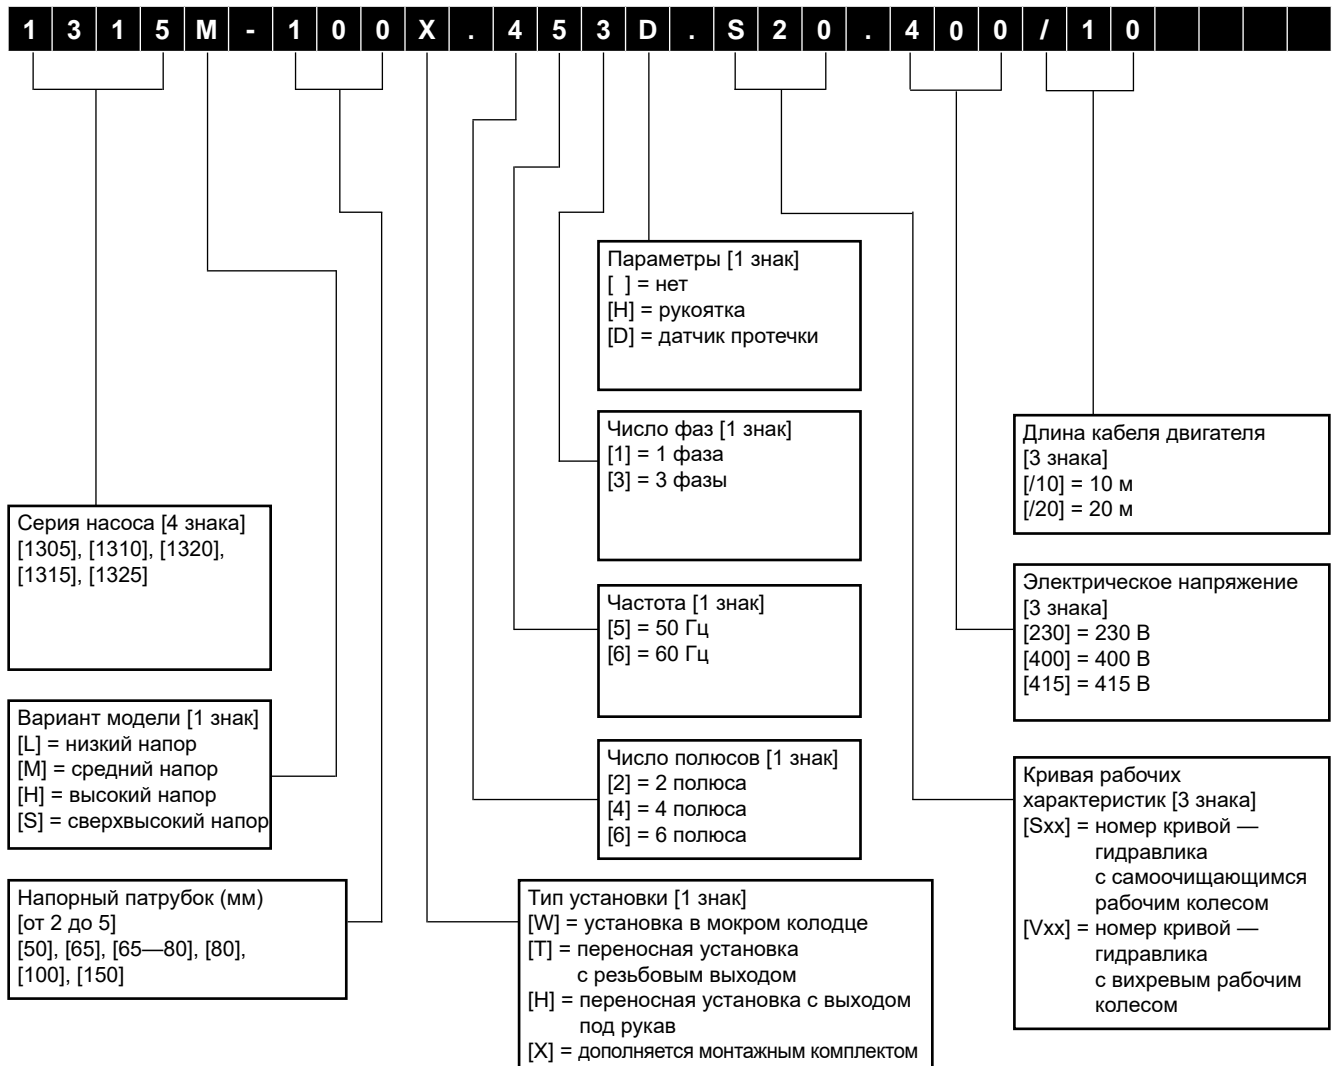 1315M-100X.453D.S20.400/10
Параметры [1 знак]
[ ] = нет
[H] = рукоятка
[D] = датчик протечки
Число фаз [1 знак]
[1] = 1 фаза
[3] = 3 фазы
Длина кабеля двигателя
[3 знака]
[/10] = 10 м
[/20] = 20 м
Серия насоса [4 знака]
[1305], [1310], [1320],
[1315], [1325]
Электрическое напряжение
[3 знака]
[230] = 230 В
[400] = 400 В
[415] = 415 В
Частота [1 знак]
[5] = 50 Гц
[6] = 60 Гц
Вариант модели [1 знак]
[L] = низкий напор
[M] = средний напор
[H] = высокий напор
[S] = сверхвысокий напор
Число полюсов [1 знак]
[2] = 2 полюса
[4] = 4 полюса
[6] = 6 полюса
Кривая рабочих
характеристик [3 знака]
[Sxx] = номер кривой —
гидравлика
с самоочищающимся
рабочим колесом
[Vxx] = номер кривой —
гидравлика
с вихревым рабочим
колесом
Напорный патрубок (мм)
[от 2 до 5]
[50], [65], [65—80], [80],
[100], [150]
Тип установки [1 знак]
[W] = установка в мокром колодце
[T] = переносная установка
с резьбовым выходом
[H] = переносная установка с выходом
под рукав
[X] = дополняется монтажным комплектом